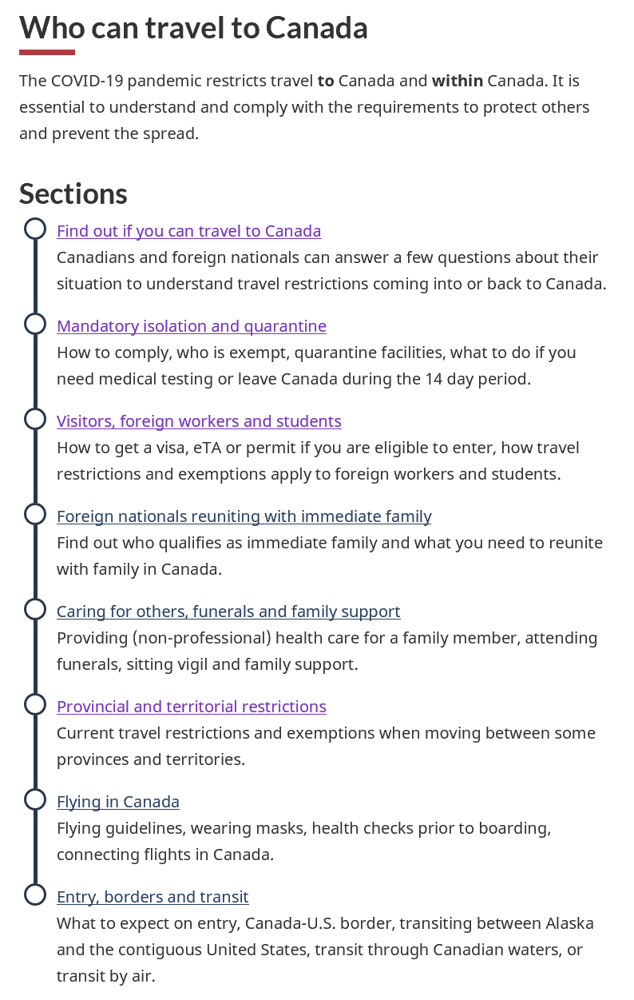 Who can travel to Canada
The COVID-19 pandemic restricts travel to Canada and within Canada. It is
essential to understand and comply with the requirements to protect others
and prevent the spread.
Sections
Find out if you can travel to Canada
Canadians and foreign nationals can answer a few questions about their
situation to understand travel restrictions coming into or back to Canada.
Mandatory isolation and quarantine
How to comply, who is exempt, quarantine facilities, what to do if you
need medical testing or leave Canada during the 14 day period.
Visitors, foreign workers and students
How to get a visa, eTA or permit if you are eligible to enter, how travel
restrictions and exemptions apply to foreign workers and students.
Foreign nationals reuniting with immediate family
Find out who qualifies as immediate family and what you need to reunite
with family in Canada.
Caring for others, funerals and family support
Providing (non-professional) health care for a family member, attending
funerals, sitting vigil and family support.
Provincial and territorial restrictions
Current travel restrictions and exemptions when moving between some
provinces and territories.
Flying in Canada
Flying guidelines, wearing masks, health checks prior to boarding,
connecting flights in Canada.
Entry, borders and transit
What to expect on entry, Canada-U.S. border, transiting between Alaska
and the contiguous United States, transit through Canadian waters, or
transit by air.